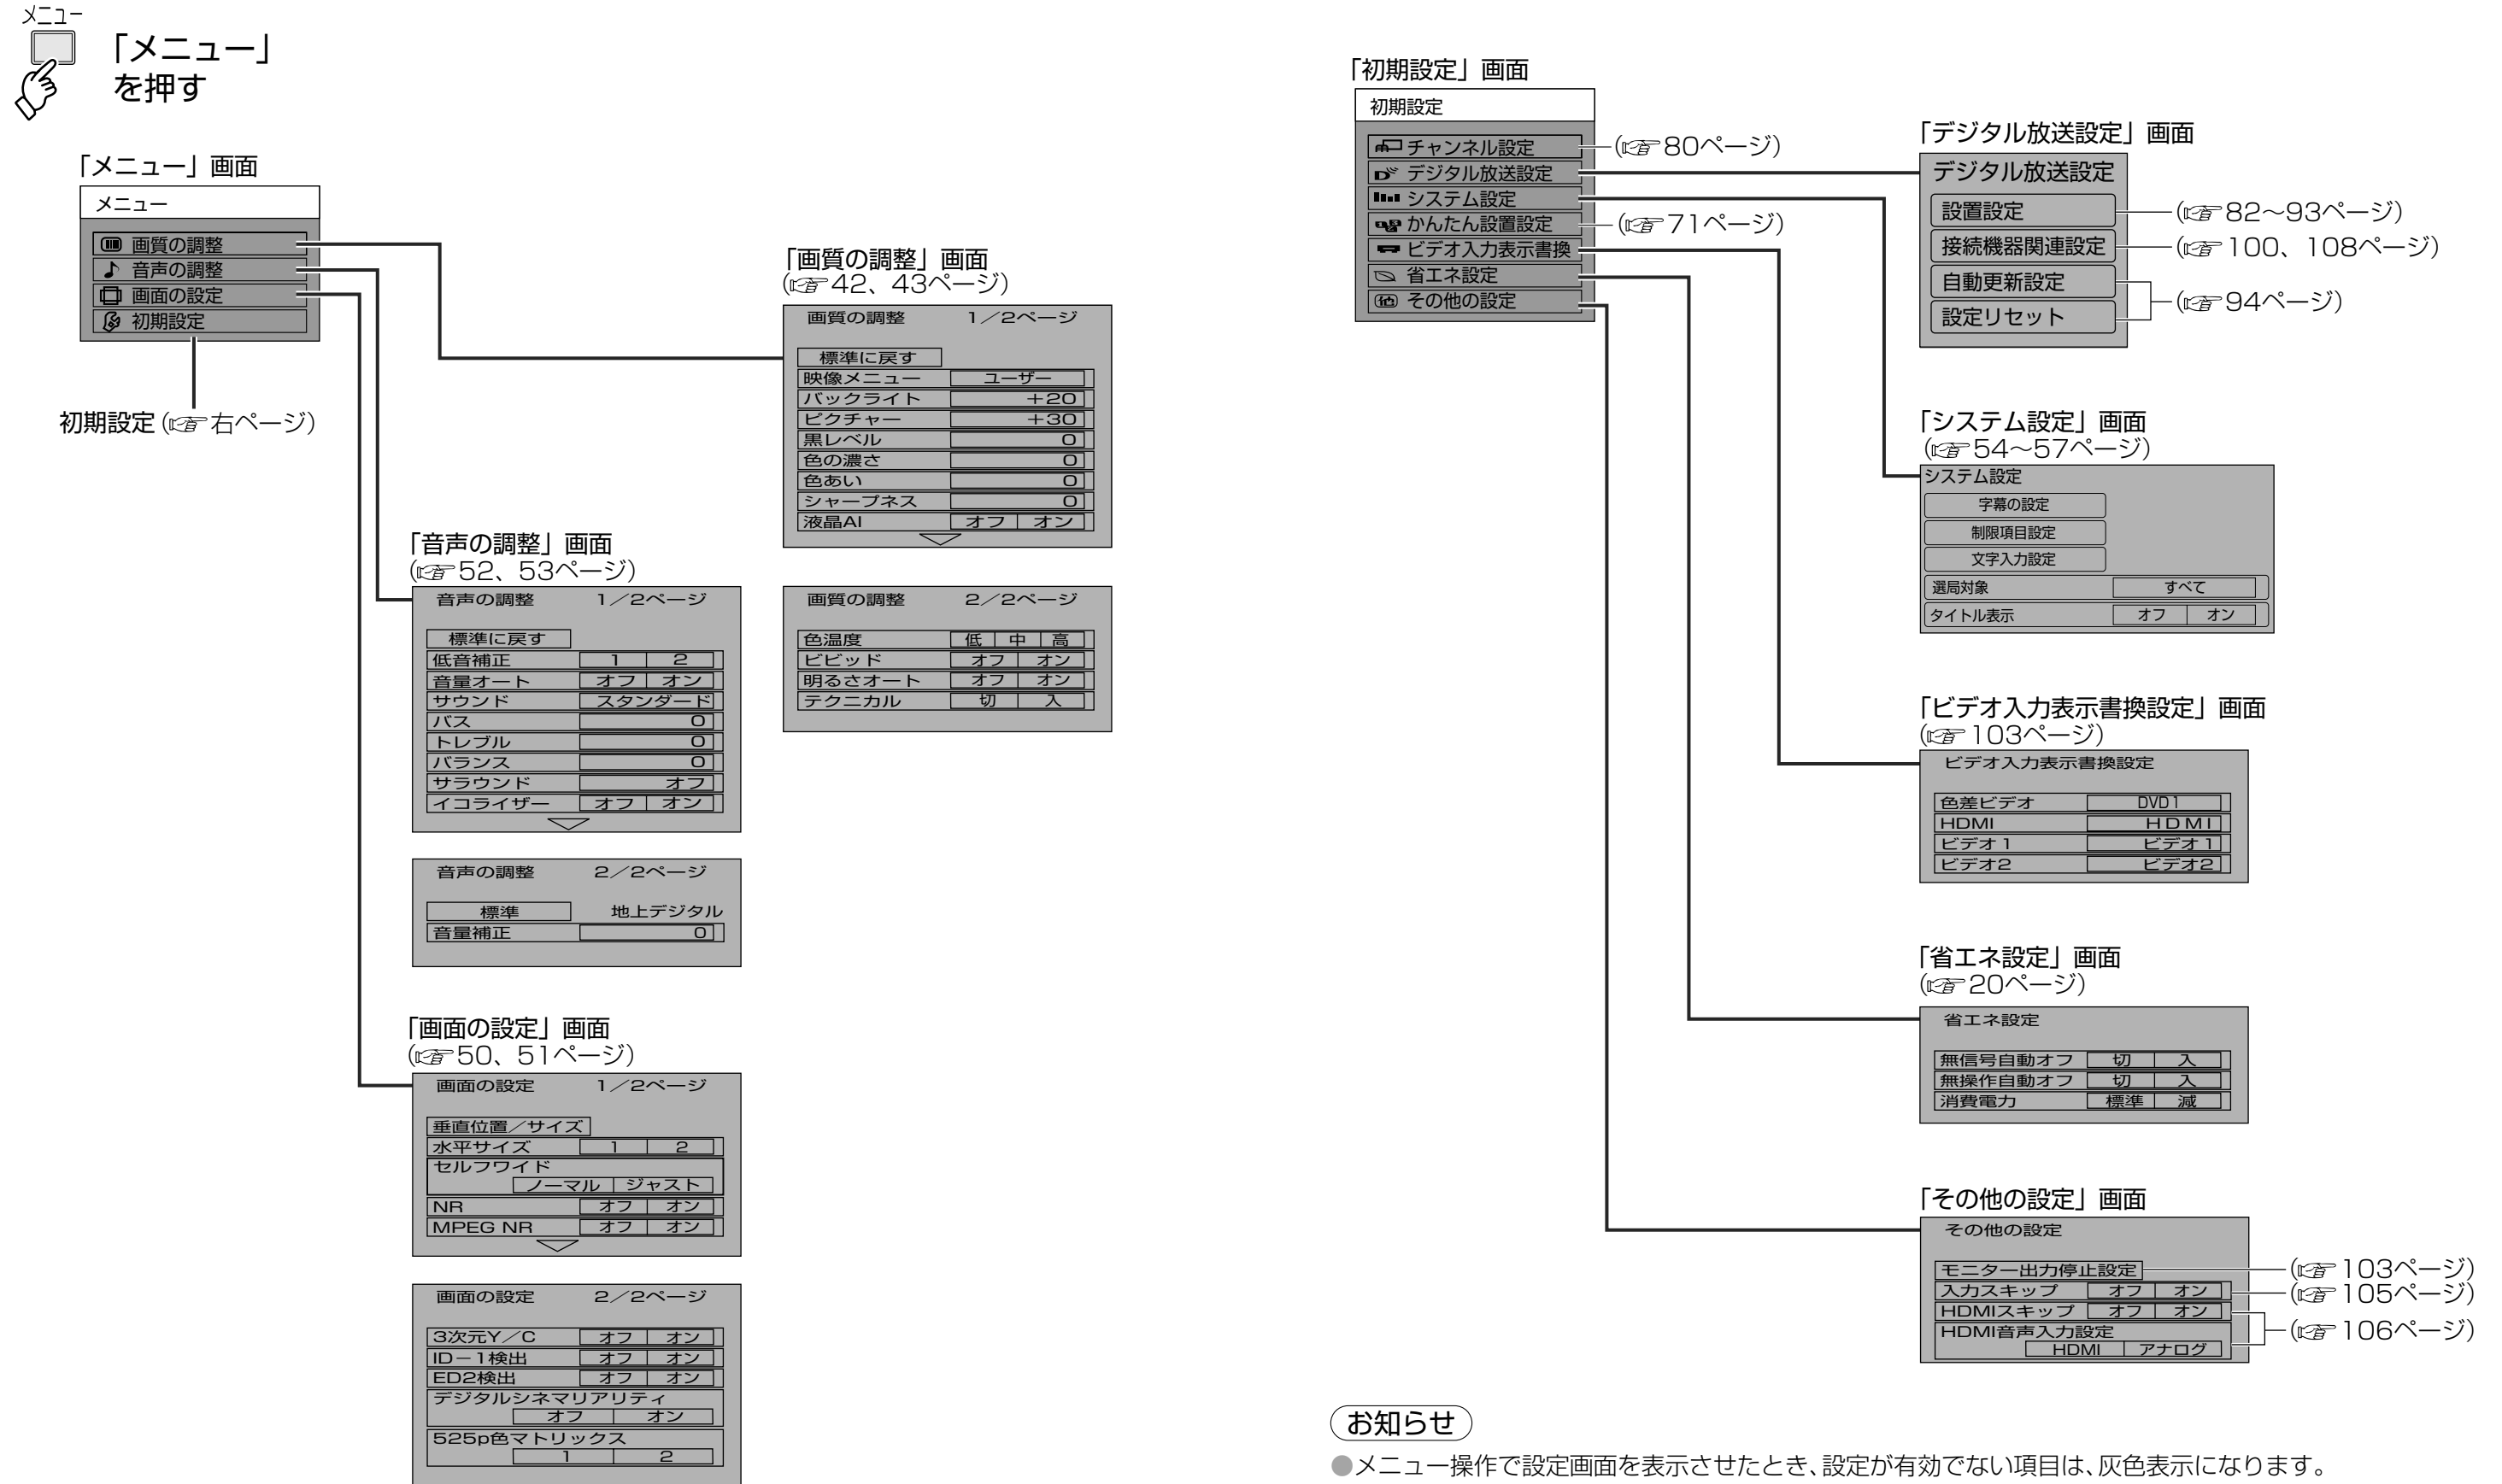 メニュー
「メニュー」
を押す
「メニュー」画面
メニュー
画質の調整
音声の調整
画面の設定
初期設定
初期設定(☞右ページ)
「画質の調整」画面
(☞42、43ページ)
画質の調整 1／2ページ
標準に戻す
映像メニュー ユーザー
バックライト +20
ピクチャー +30
黒レベル 0
色の濃さ 0
色あい 0
シャープネス 0
液晶AI オフ オン
画質の調整 2／2ページ
色温度 低 中 高
ビビッド オフ オン
明るさオート オフ オン
テクニカル 切 入
「音声の調整」画面
(☞52、53ページ)
音声の調整 1／2ページ
標準に戻す
低音補正 1 2
音量オート オフ オン
サウンド スタンダード
バス 0
トレブル 0
バランス 0
サラウンド オフ
イコライザー オフ オン
音声の調整 2／2ページ
標準 地上デジタル
音量補正 0
「画面の設定」画面
(☞50、51ページ)
画面の設定 1／2ページ
垂直位置／サイズ
水平サイズ 1 2
セルフワイド
ノーマル ジャスト
NR オフ オン
MPEG NR オフ オン
画面の設定 2／2ページ
3次元Y／C オフ オン
ID－1検出 オフ オン
ED2検出 オフ オン
デジタルシネマリアリティ
オフ オン
525p色マトリックス
1 2
「初期設定」画面
初期設定
チャンネル設定 (☞80ページ)
デジタル放送設定
システム設定
かんたん設置設定 (☞71ページ)
ビデオ入力表示書換
省エネ設定
その他の設定
「デジタル放送設定」画面
デジタル放送設定
設置設定 (☞82～93ページ)
接続機器関連設定 (☞100、108ページ)
自動更新設定
設定リセット
(☞94ページ)
「システム設定」画面
(☞54～57ページ)
システム設定
字幕の設定
制限項目設定
文字入力設定
選局対象 すべて
タイトル表示 オフ オン
「ビデオ入力表示書換設定」画面
(☞103ページ)
ビデオ入力表示書換設定
色差ビデオ DVD1
HDMI HDMI
ビデオ1 ビデオ1
ビデオ2 ビデオ2
「省エネ設定」画面
(☞20ページ)
省エネ設定
無信号自動オフ 切 入
無操作自動オフ 切 入
消費電力 標準 減
「その他の設定」画面
その他の設定
モニター出力停止設定 (☞103ページ)
入力スキップ オフ オン (☞105ページ)
HDMIスキップ オフ オン
HDMI音声入力設定
HDMI アナログ
(☞106ページ)
お知らせ
●メニュー操作で設定画面を表示させたとき、設定が有効でない項目は、灰色表示になります。